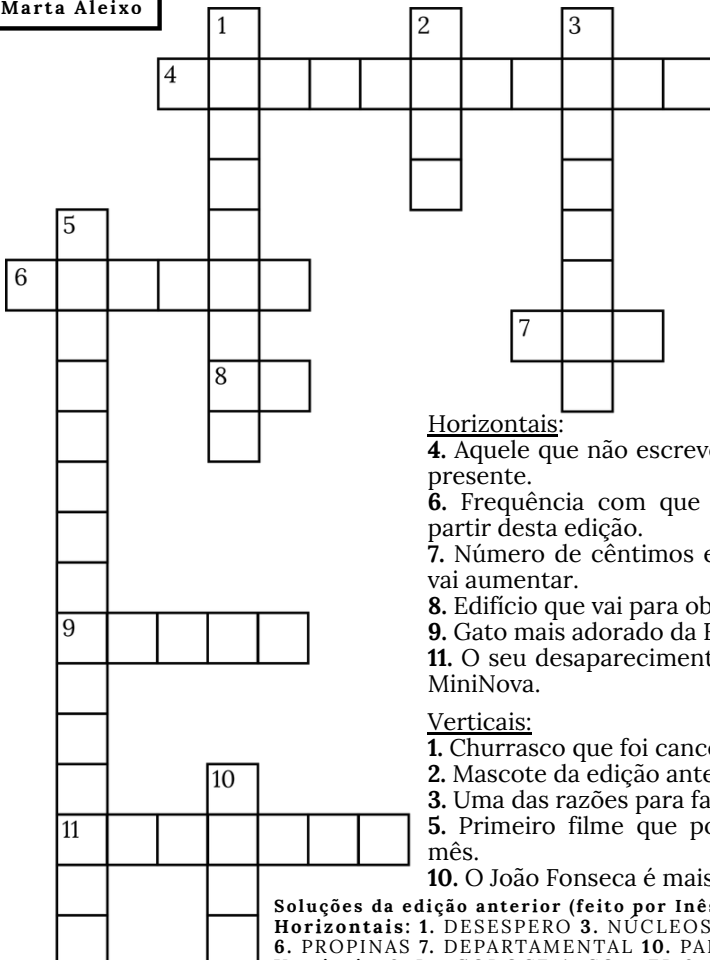 Marta Aleixo
1
2
3
4
5
6
7
8
9
10
11
Horizontais:
4. Aquele que não escreve
presente.
6. Frequência com que
partir desta edição.
7. Número de cêntimos e
vai aumentar.
8. Edifício que vai para ob
9. Gato mais adorado da
11. O seu desapareciment
MiniNova.
Verticais:
1. Churrasco que foi canc
2. Mascote da edição ante
3. Uma das razões para fa
5. Primeiro filme que po
mês.
10. O João Fonseca é mais
Soluções da edição anterior (feito por Inês
Horizontais: 1. DESESPERO 3. NÚCLEOS
6. PROPINAS 7. DEPARTAMENTAL 10.